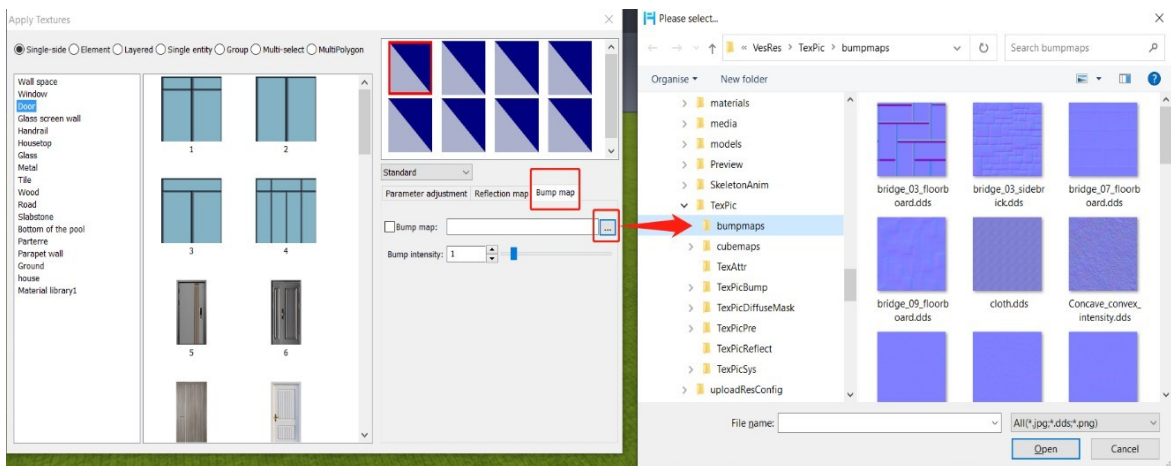 Apply Textures
Single-side Element Layered Single entity Group Multi-select MultiPolygon
Wall space
Window
Door
Glass screen wall
Handrail
Housetop
Glass
Metal
Tile
Wood
Road
Slabstone
Bottom of the pool
Parterre
Parapet wall
Ground
house
Material library1
1 2
3 4
5 6
Standard
Parameter adjustment Reflection map Bump map
Bump map: ...
Bump intensity: 1
Please select...
« VesRes > TexPic > bumpmaps
Search bumpmaps
Organise New folder
materials
media
models
Preview
SkeletonAnim
TexPic
bumpmaps
cubemaps
TexAttr
TexPicBump
TexPicDiffuseMask
TexPicPre
TexPicReflect
TexPicSys
uploadResConfig
bridge_03_floorb
oard.dds
bridge_03_sidebr
ick.dds
bridge_07_floorb
oard.dds
bridge_09_floorb
oard.dds
cloth.dds
Concave_convex_
intensity.dds
File name:
All(*.jpg;*.dds;*.png)
Open Cancel